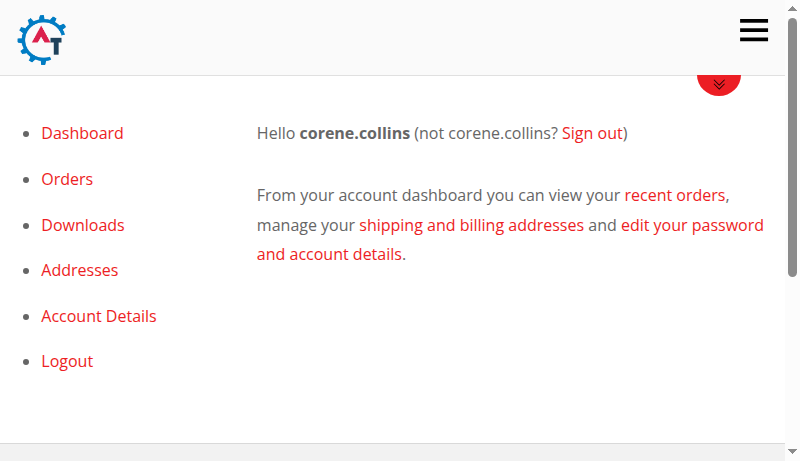 AT
Dashboard
Orders
Downloads
Addresses
Account Details
Logout
Hello corene.collins (not corene.collins? Sign out)
From your account dashboard you can view your recent orders,
manage your shipping and billing addresses and edit your password
and account details.